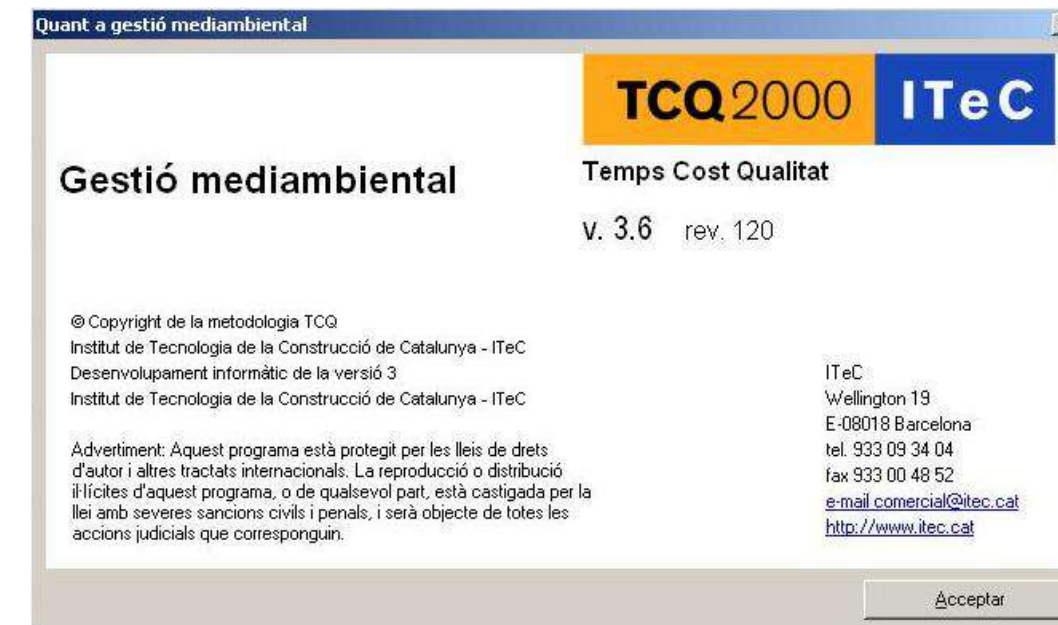 Quant a gestió mediambiental
TCQ2000 ITeC
Gestió mediambiental
Temps Cost Qualitat
v. 3.6 rev. 120
© Copyright de la metodologia TCQ
Institut de Tecnologia de la Construcció de Catalunya - ITeC
Desenvolupament informàtic de la versió 3
Institut de Tecnologia de la Construcció de Catalunya - ITeC
Advertiment: Aquest programa està protegit per les lleis de drets
d'autor i altres tractats internacionals. La reproducció o distribució
il·lícites d'aquest programa, o de qualsevol part, està castigada per la
llei amb severes sancions civils i penals, i serà objecte de totes les
accions judicials que corresponguin.
ITeC
Wellington 19
E-08018 Barcelona
tel. 933 09 34 04
fax 933 00 48 52
e-mail comercial@itec.cat
http://www.itec.cat
Acceptar